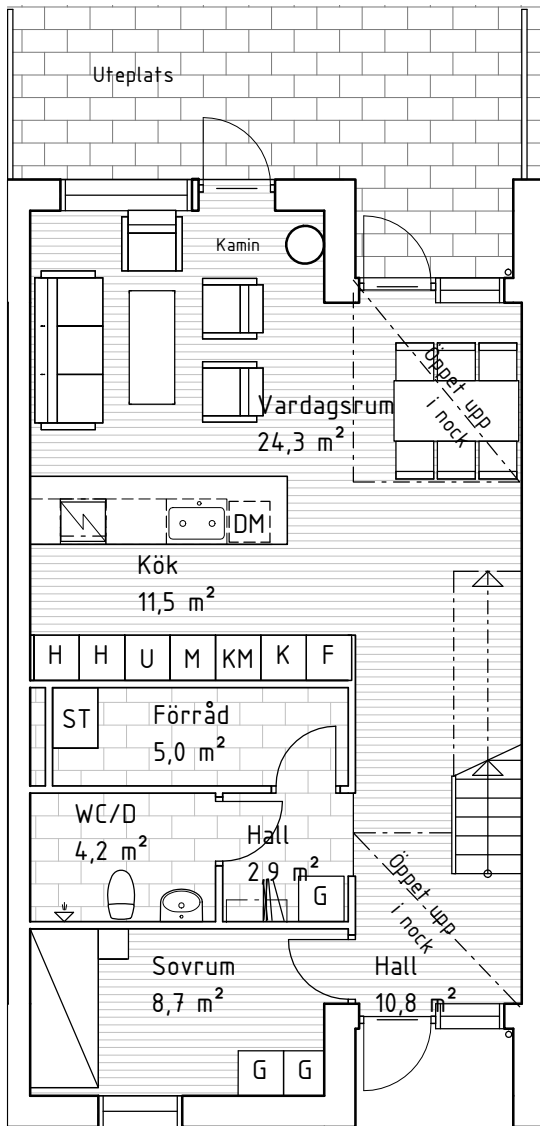 Uteplats
Kamin
Öppet upp
i nock
Vardagsrum
24,3 m²
DM
Kök
11,5 m²
H H U M KM K F
ST
Förråd
5,0 m²
WC/D
4,2 m²
Hall
2,9 m²
G
Öppet upp
i nock
Sovrum
8,7 m²
Hall
10,8 m²
G G